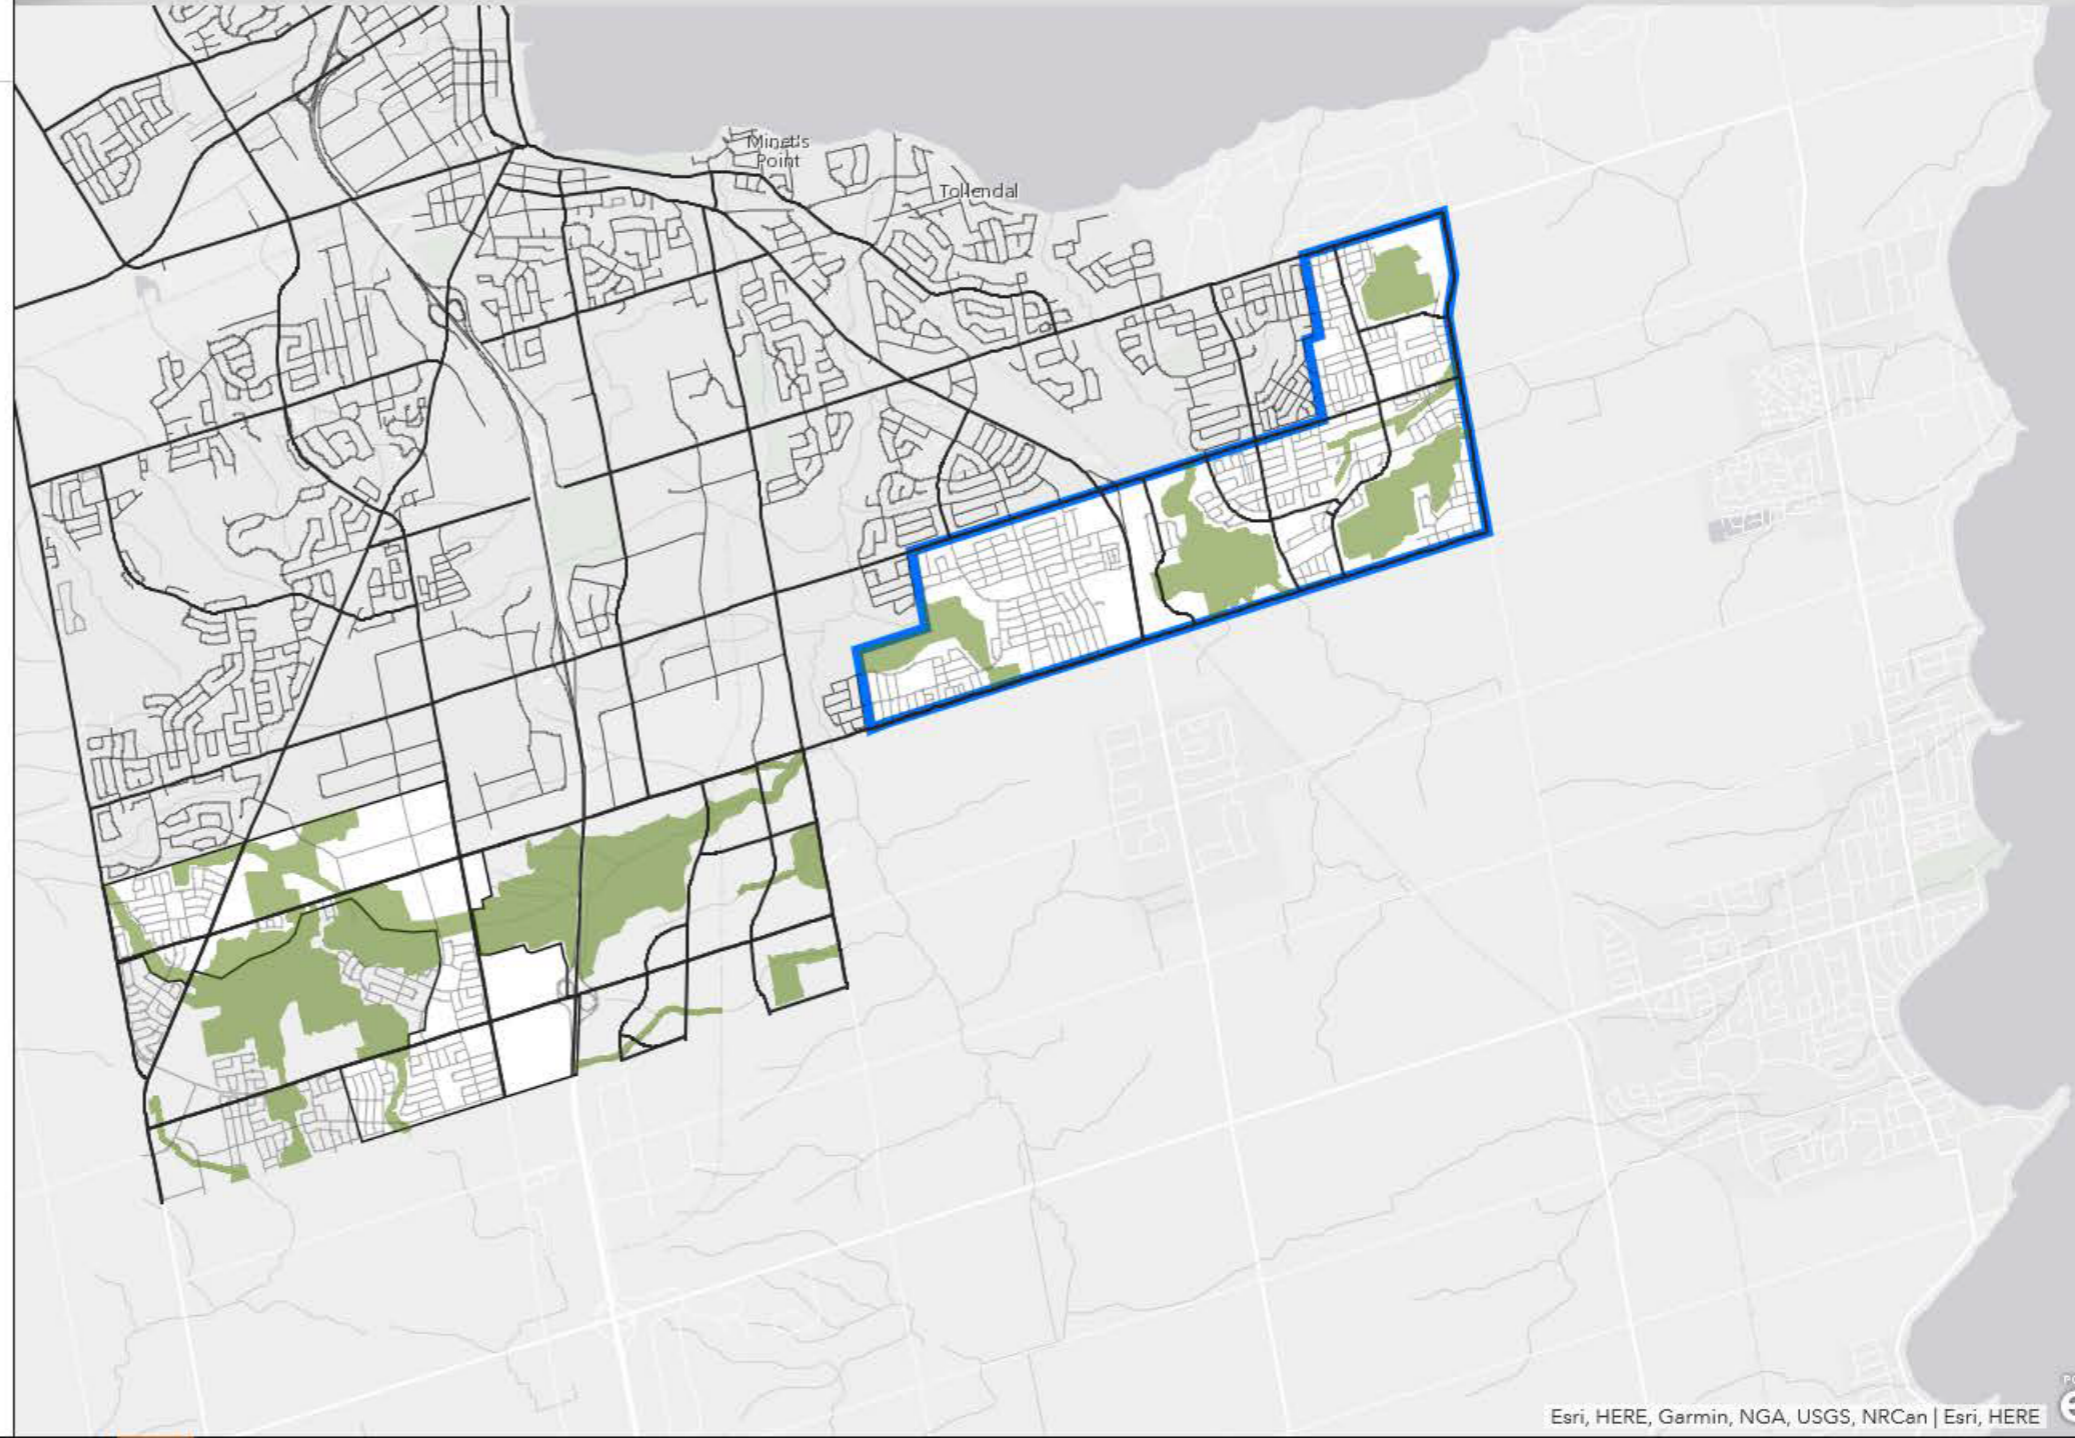 Minet's
Point
Tollendal
Esri, HERE, Garmin, NGA, USGS, NRCan | Esri, HERE